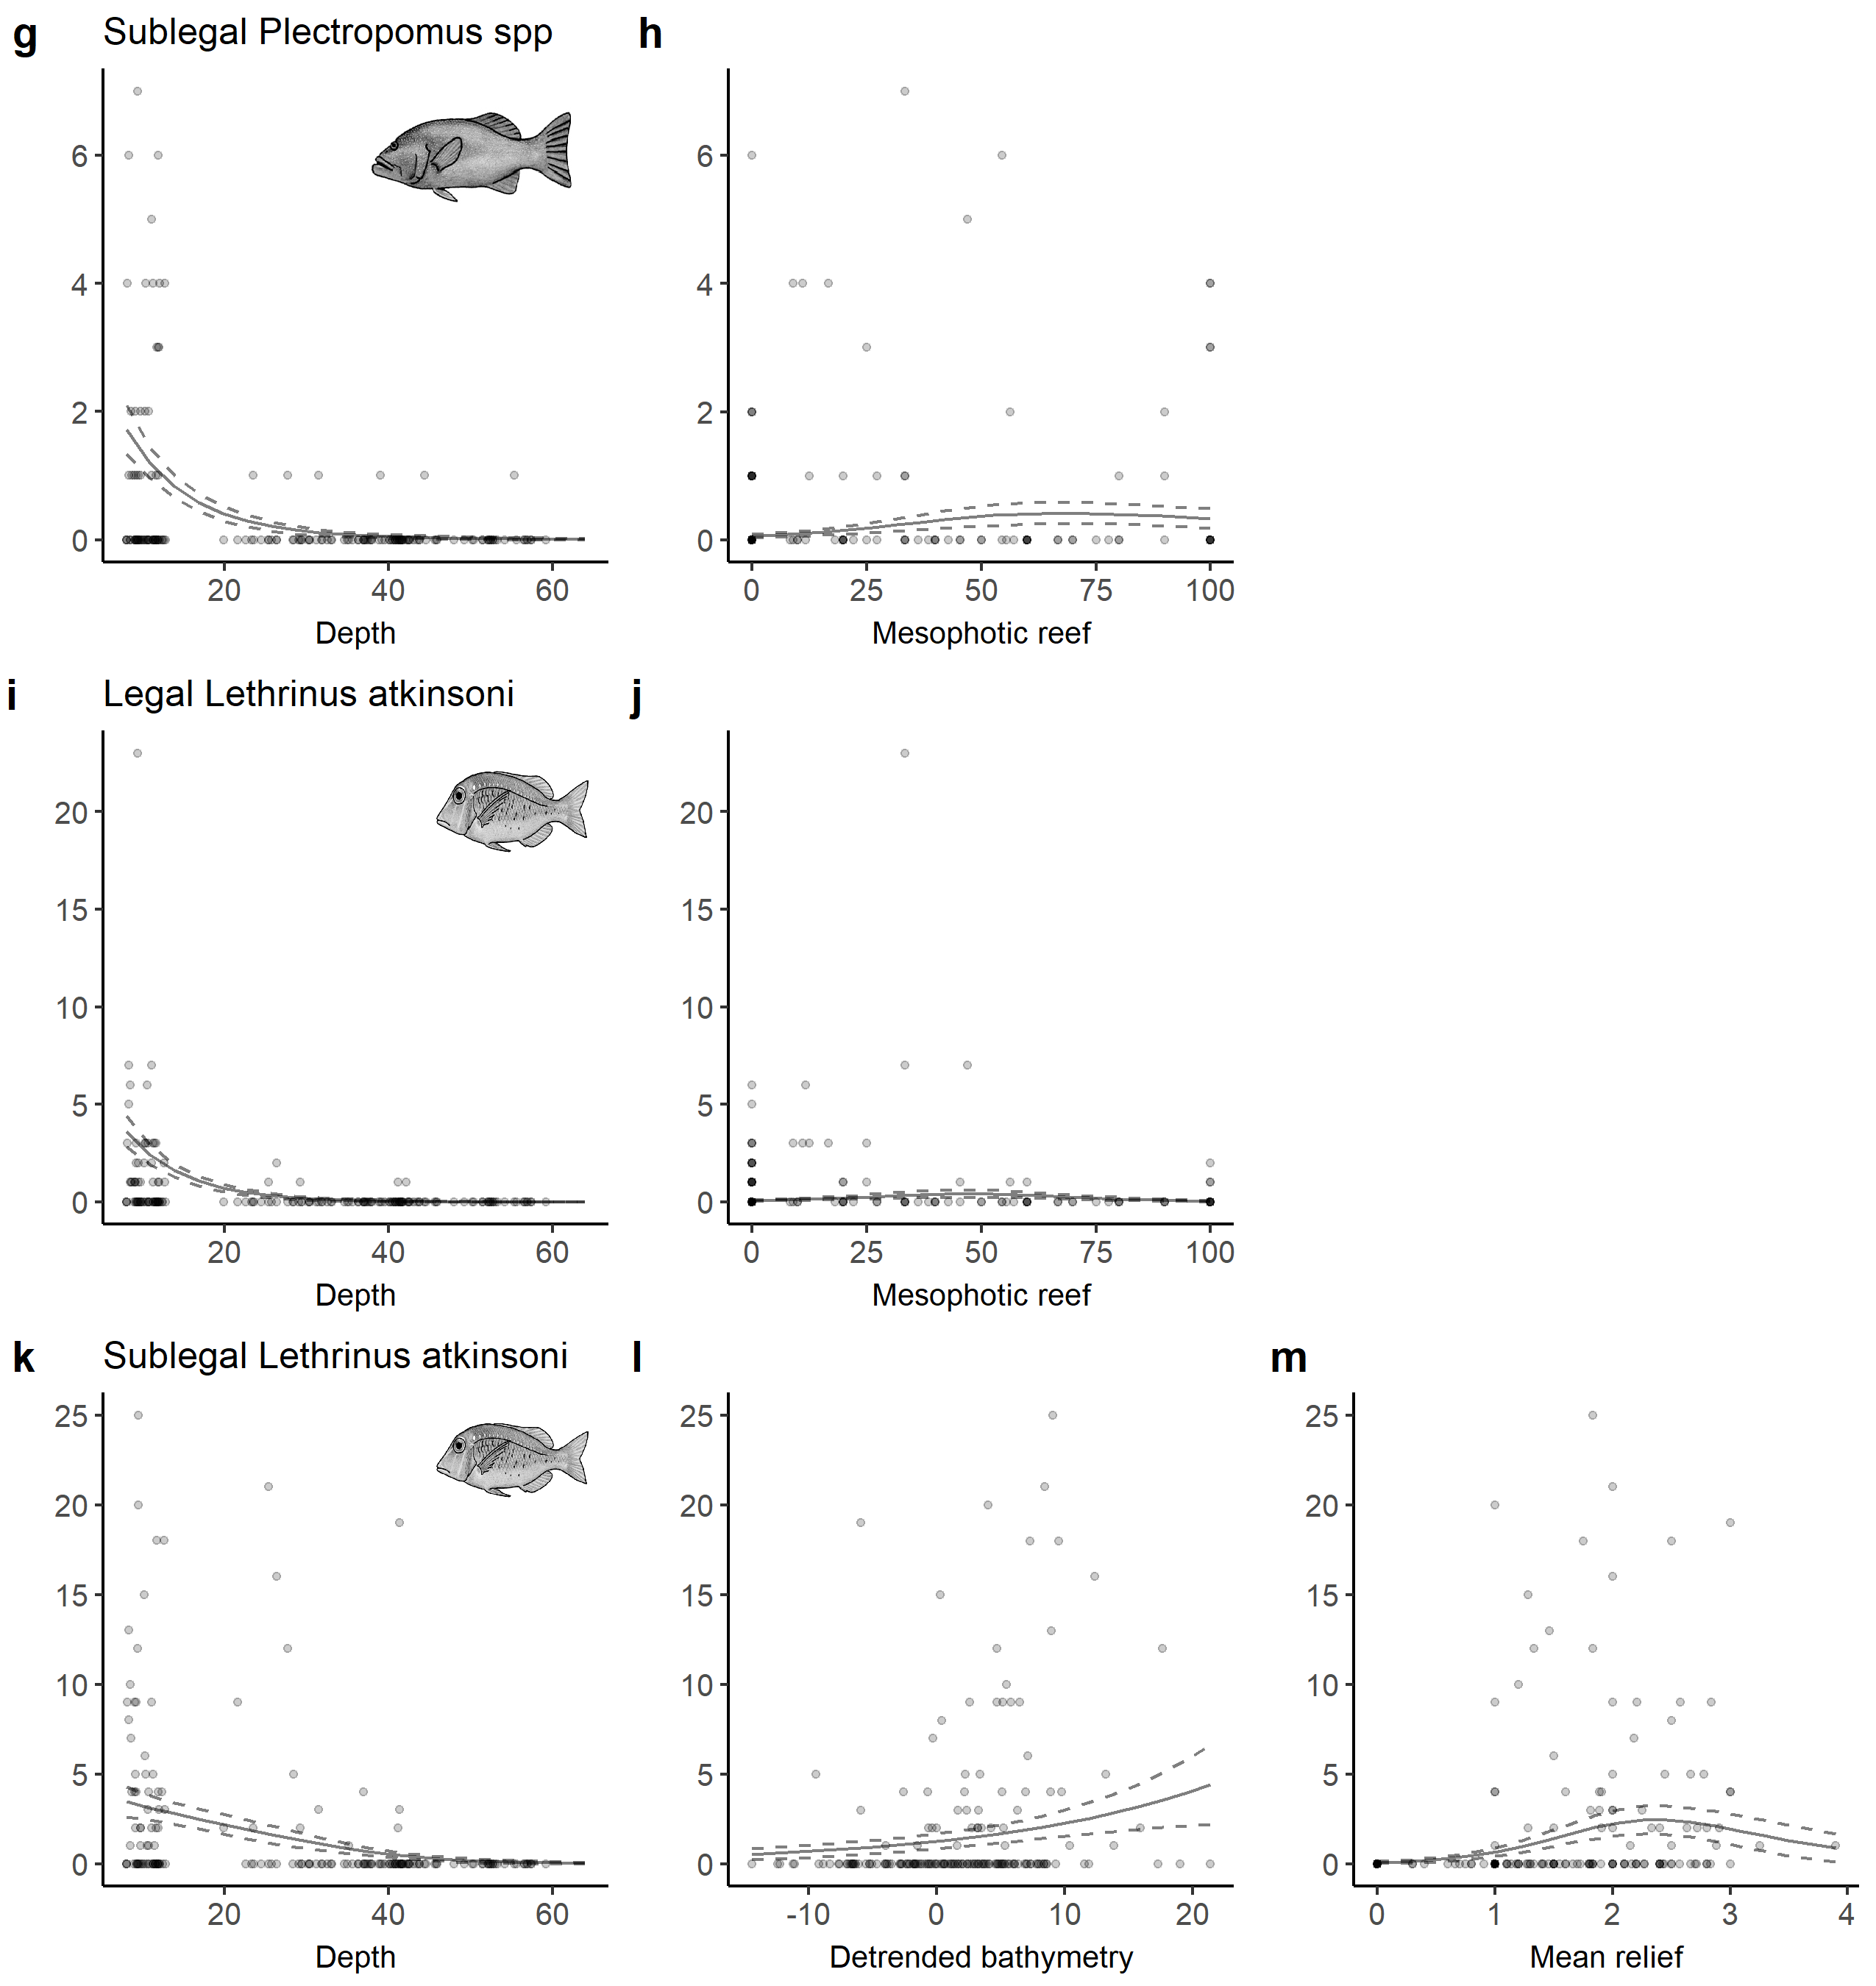 g Sublegal Plectropomus spp h
6
4
2
0
20 40 60
Depth
6
4
2
0
0 25 50 75 100
Mesophotic reef
i Legal Lethrinus atkinsoni j
20
15
10
5
0
20 40 60
Depth
20
15
10
5
0
0 25 50 75 100
Mesophotic reef
k Sublegal Lethrinus atkinsoni l m
25
20
15
10
5
0
20 40 60
Depth
25
20
15
10
5
0
-10 0 10 20
Detrended bathymetry
25
20
15
10
5
0
0 1 2 3 4
Mean relief